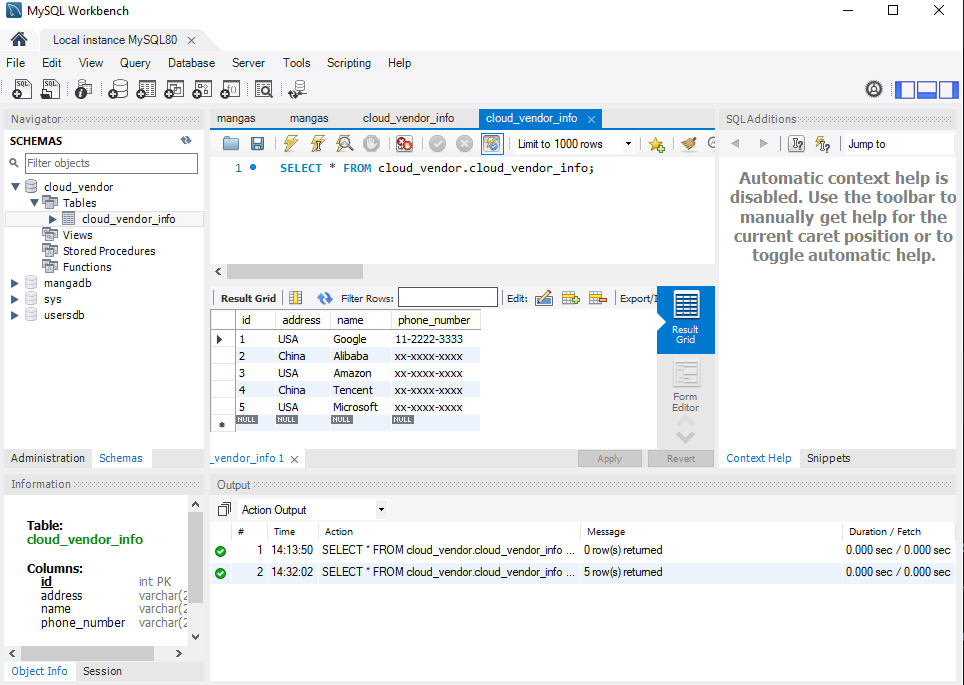 MySQL Workbench
Local instance MySQL80
File Edit View Query Database Server Tools Scripting Help
Navigator
SCHEMAS
Filter objects
cloud_vendor
Tables
cloud_vendor_info
Views
Stored Procedures
Functions
mangadb
sys
usersdb
Administration Schemas
Information
Table:
cloud_vendor_info
Columns:
id int PK
address varchar(2
name varchar(2
phone_number varchar(2
Object Info Session
mangas mangas cloud_vendor_info cloud_vendor_info
Limit to 1000 rows
1 SELECT * FROM cloud_vendor.cloud_vendor_info;
Result Grid Filter Rows: Edit: Export/I
id address name phone_number
1 USA Google 11-2222-3333
2 China Alibaba xx-xxxx-xxxx
3 USA Amazon xx-xxxx-xxxx
4 China Tencent xx-xxxx-xxxx
5 USA Microsoft xx-xxxx-xxxx
NULL NULL NULL NULL
Result
Grid
Form
Editor
_vendor_info 1 Apply Revert
SQLAdditions
Jump to
Automatic context help is
disabled. Use the toolbar to
manually get help for the
current caret position or to
toggle automatic help.
Context Help Snippets
Output
Action Output
# Time Action Message Duration / Fetch
1 14:13:50 SELECT * FROM cloud_vendor.cloud_vendor_info ... 0 row(s) returned 0.000 sec / 0.000 sec
2 14:32:02 SELECT * FROM cloud_vendor.cloud_vendor_info ... 5 row(s) returned 0.000 sec / 0.000 sec